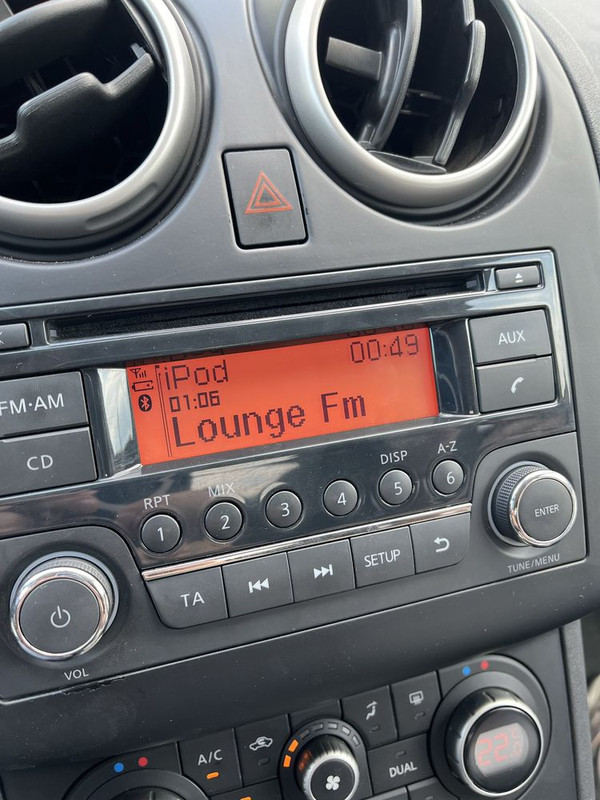 iPod
00:49
01:06
Lounge Fm
AUX
FM·AM
CD
RPT
MIX
DISP
A-Z
1
2
3
4
5
6
ENTER
TUNE/MENU
TA
SETUP
VOL
A/C
DUAL